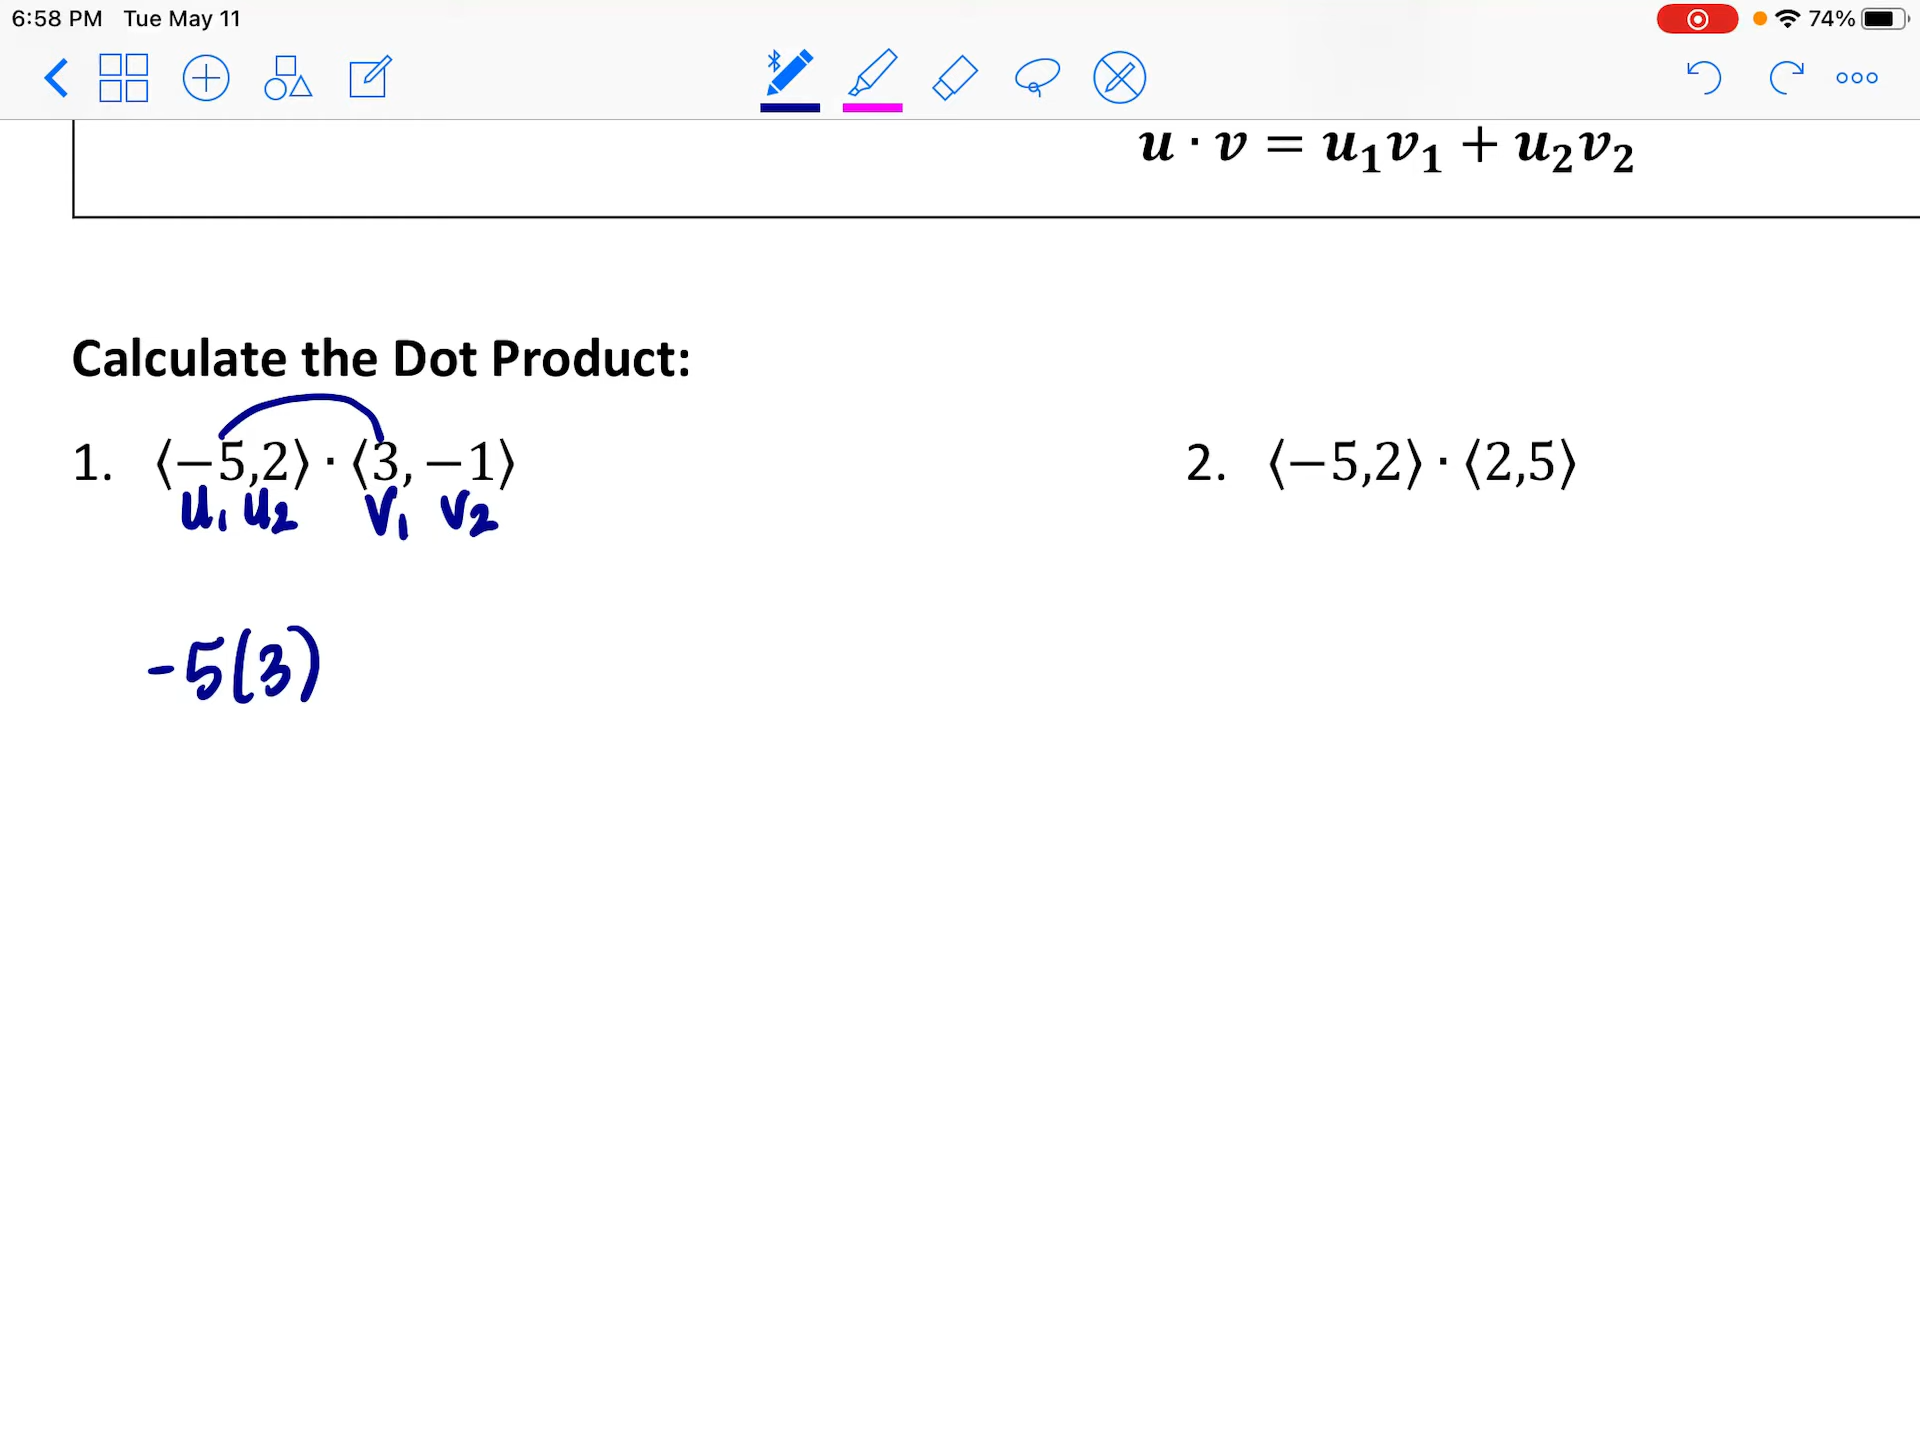 6:58 PM Tue May 11 74%
u · v = u₁v₁ + u₂v₂
Calculate the Dot Product:
1. ⟨−5,2⟩ · ⟨3, −1⟩
u₁ u₂ v₁ v₂
-5(3)
2. ⟨−5,2⟩ · ⟨2,5⟩